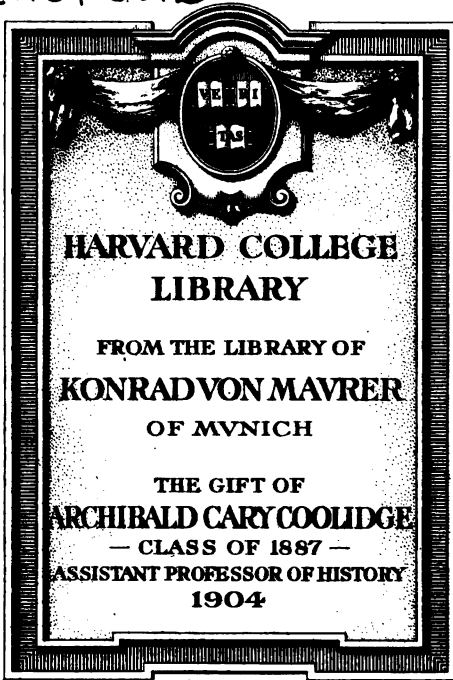 VE RI
TAS
HARVARD COLLEGE
LIBRARY
FROM THE LIBRARY OF
KONRAD VON MAVRER
OF MVNICH
THE GIFT OF
ARCHIBALD CARY COOLIDGE
— CLASS OF 1887 —
ASSISTANT PROFESSOR OF HISTORY
1904